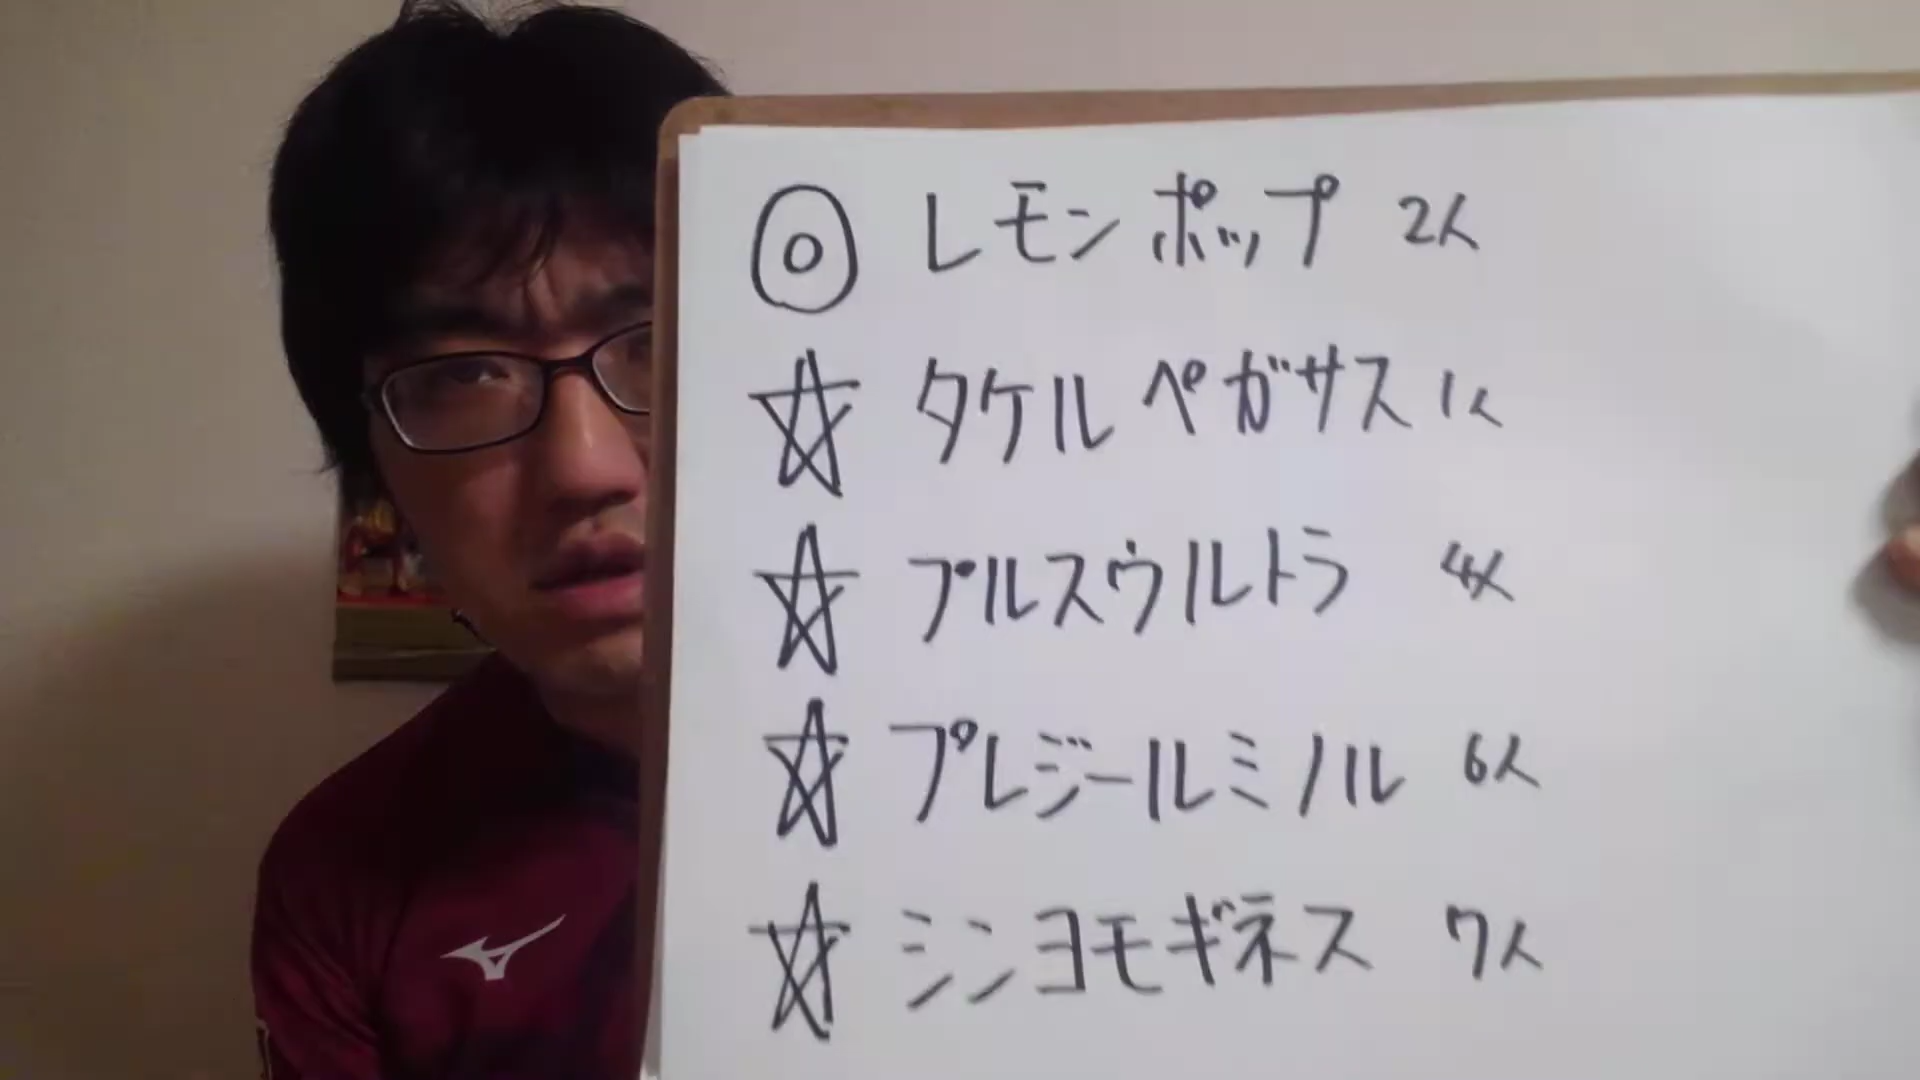 ◎ レモンポップ 2人
☆ タケルペガサス 1人
☆ プルスウルトラ 4人
☆ プレジールミノル 6人
☆ シンヨモギネス 7人